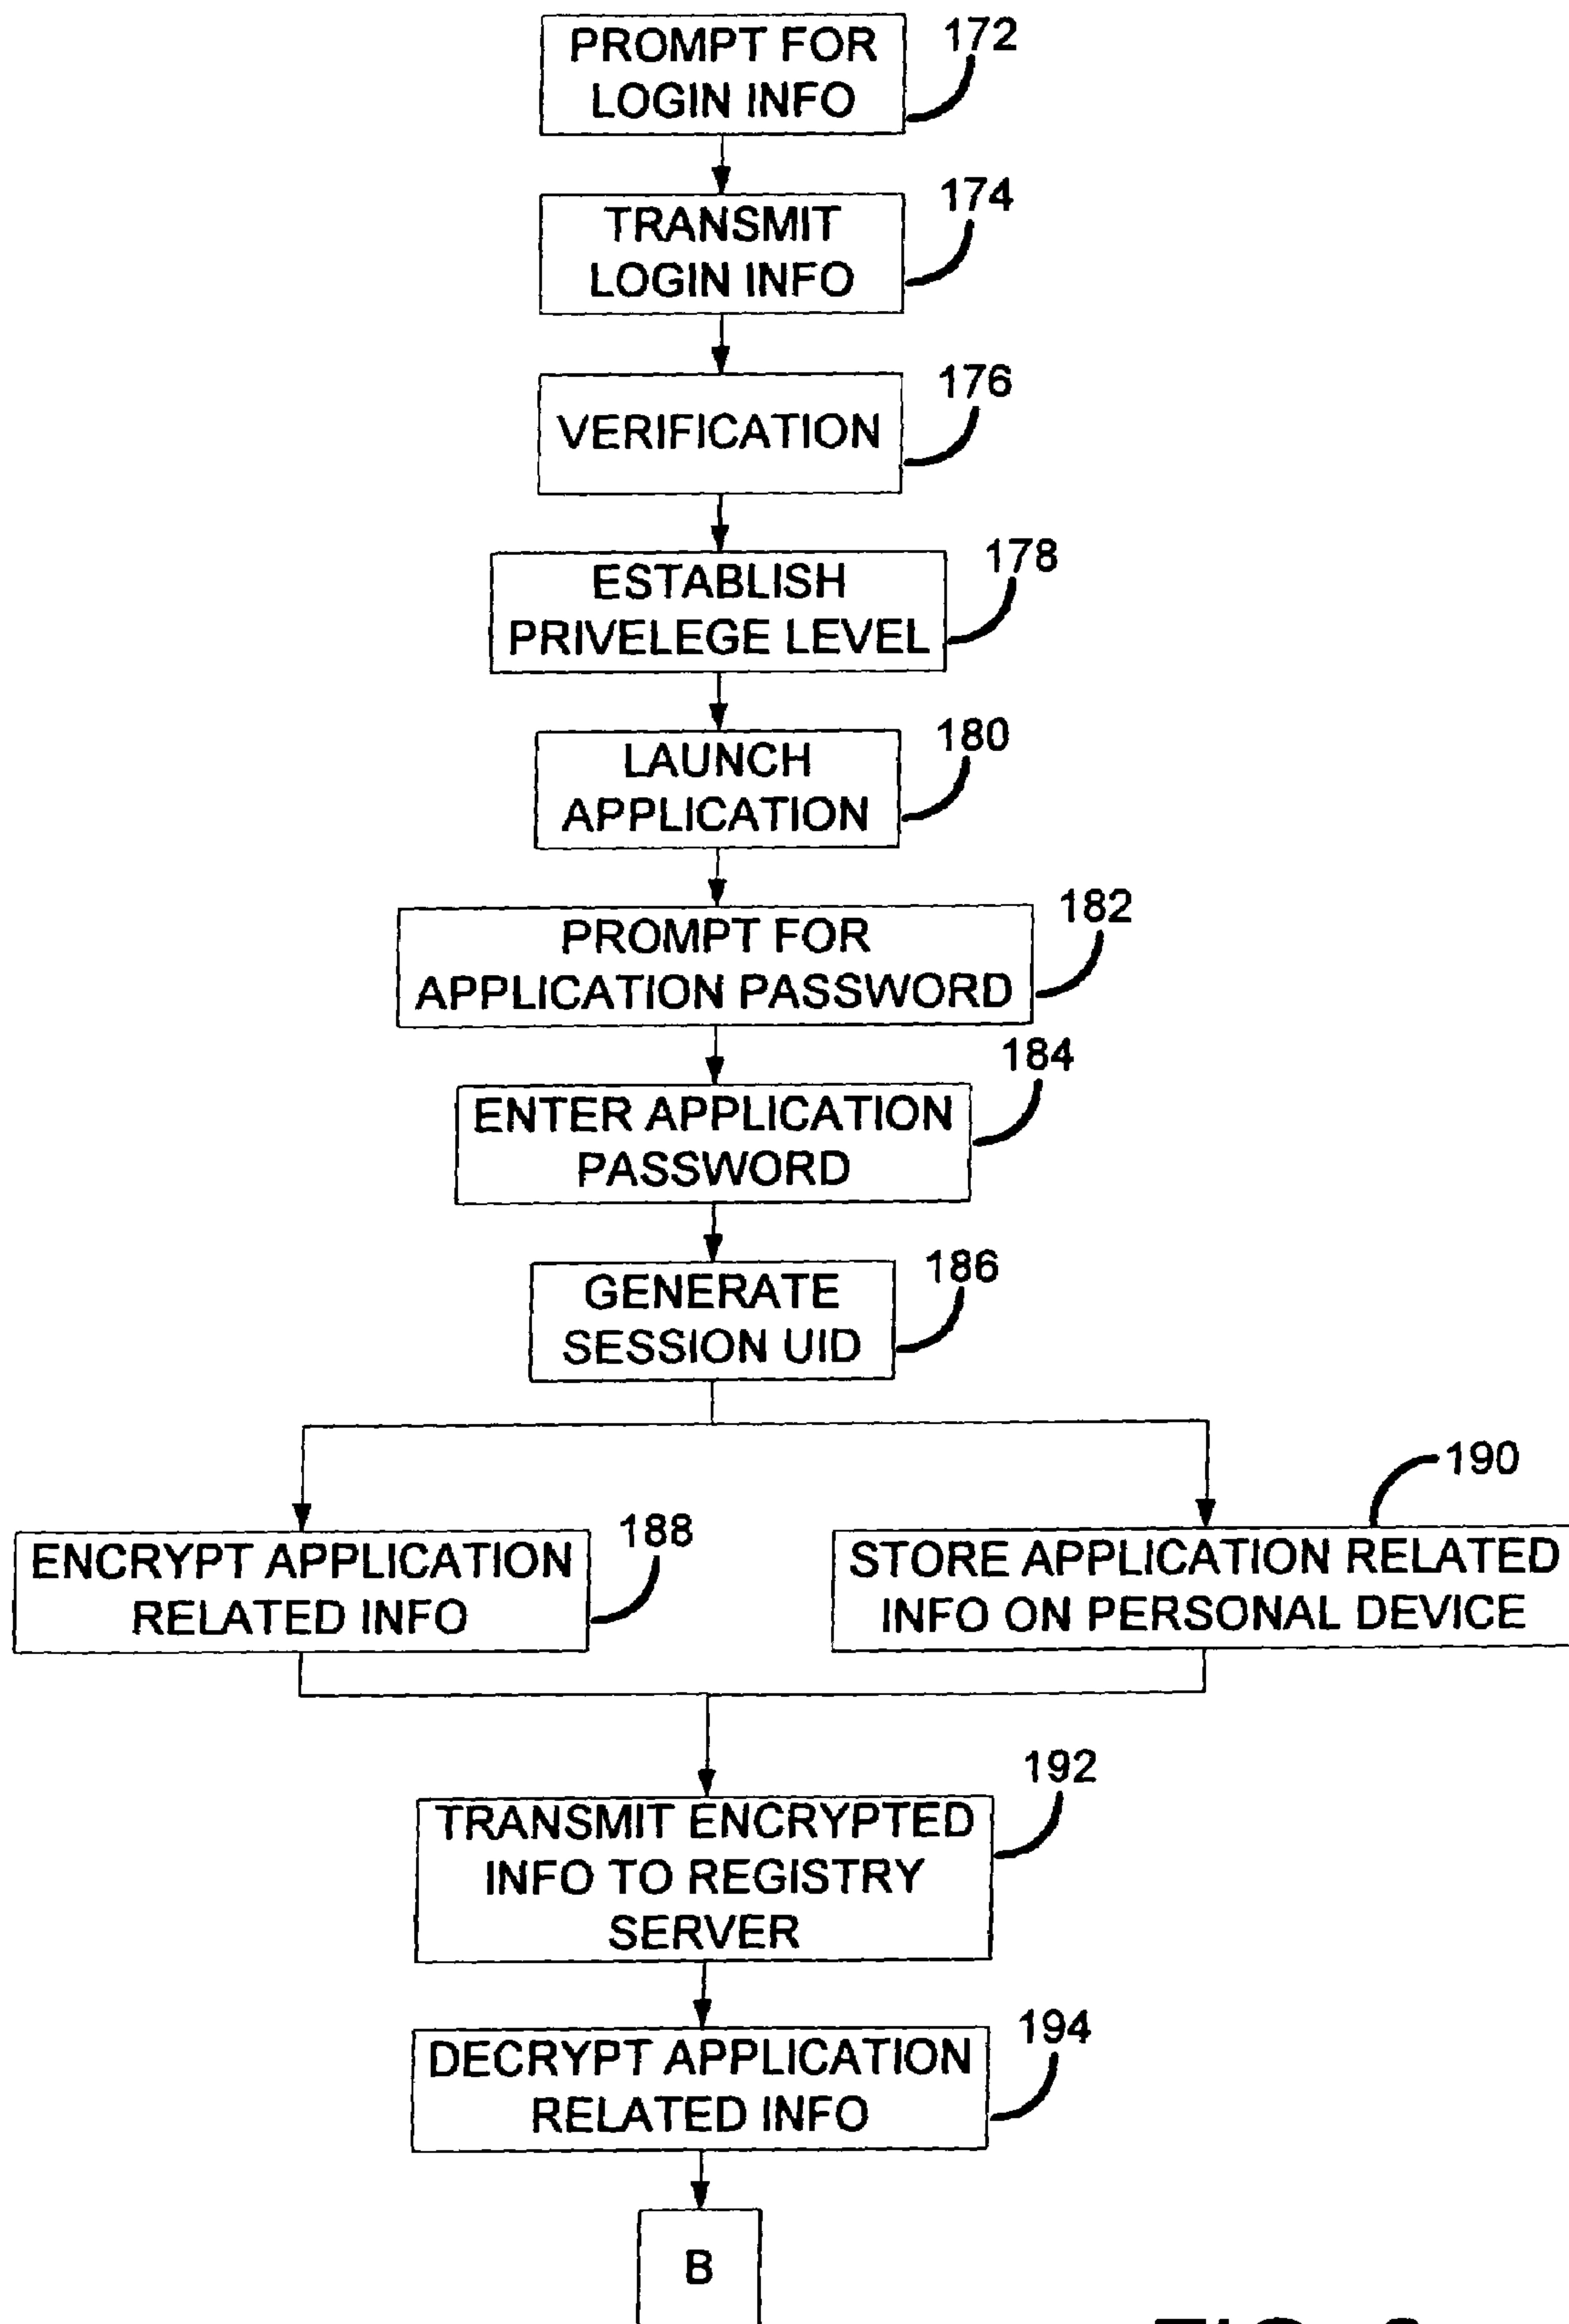 PROMPT FOR
LOGIN INFO
172
TRANSMIT
LOGIN INFO
174
VERIFICATION
176
ESTABLISH
PRIVELEGE LEVEL
178
LAUNCH
APPLICATION
180
PROMPT FOR
APPLICATION PASSWORD
182
ENTER APPLICATION
PASSWORD
184
GENERATE
SESSION UID
186
ENCRYPT APPLICATION
RELATED INFO
188
STORE APPLICATION RELATED
INFO ON PERSONAL DEVICE
190
TRANSMIT ENCRYPTED
INFO TO REGISTRY
SERVER
192
DECRYPT APPLICATION
RELATED INFO
194
B